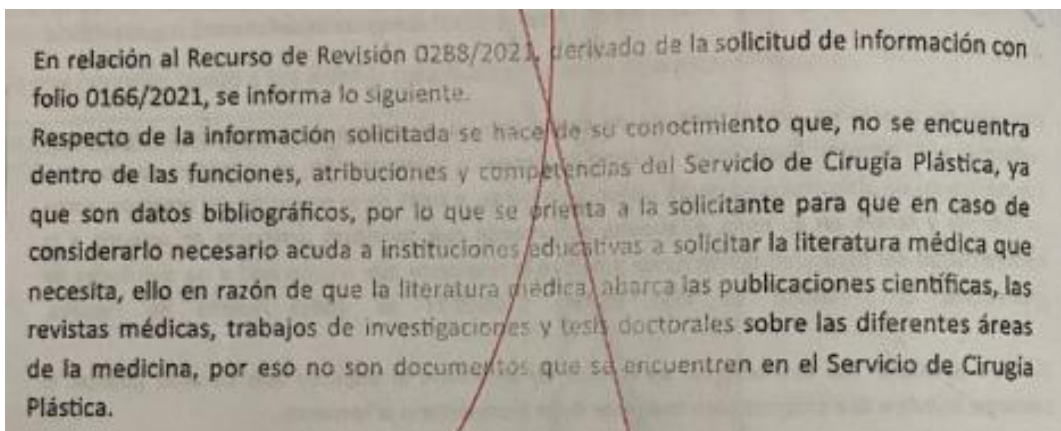 En relación al Recurso de Revisión 0288/2021, derivado de la solicitud de información con
folio 0166/2021, se informa lo siguiente.
Respecto de la información solicitada se hace de su conocimiento que, no se encuentra
dentro de las funciones, atribuciones y competencias del Servicio de Cirugía Plástica, ya
que son datos bibliográficos, por lo que se orienta a la solicitante para que en caso de
considerarlo necesario acuda a instituciones educativas a solicitar la literatura médica que
necesita, ello en razón de que la literatura médica, abarca las publicaciones científicas, las
revistas médicas, trabajos de investigaciones y tesis doctorales sobre las diferentes áreas
de la medicina, por eso no son documentos que se encuentren en el Servicio de Cirugía
Plástica.